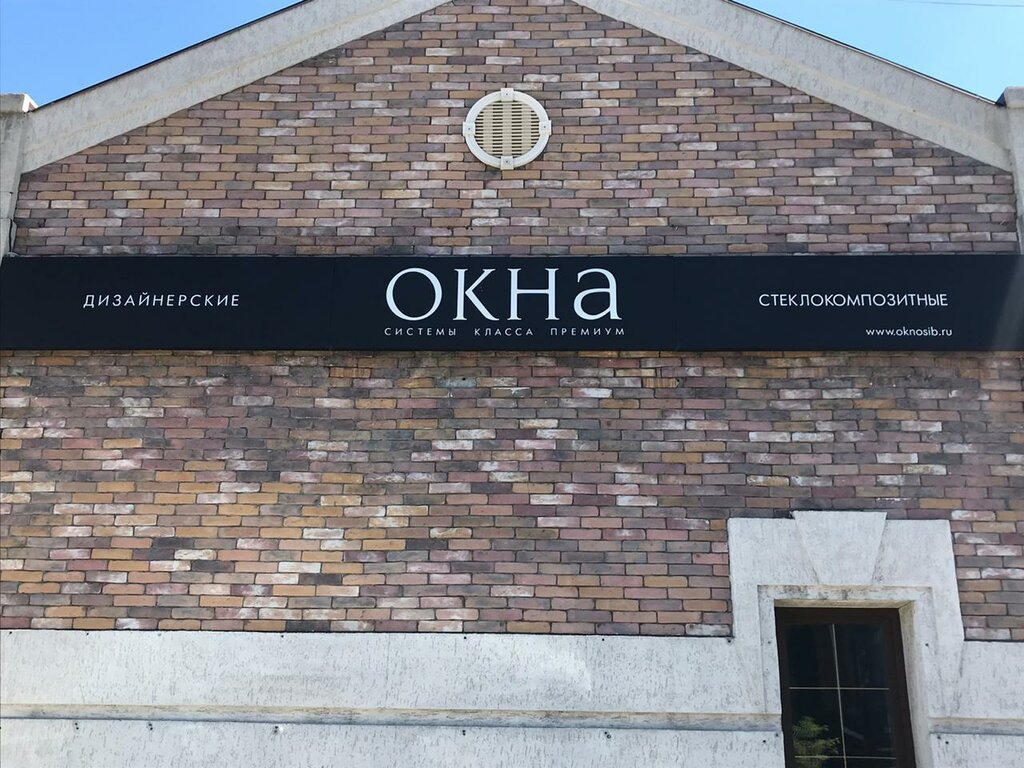 ДИЗАЙНЕРСКИЕ
ОКНА
СИСТЕМЫ КЛАССА ПРЕМИУМ
СТЕКЛОКОМПОЗИТНЫЕ
www.oknosib.ru